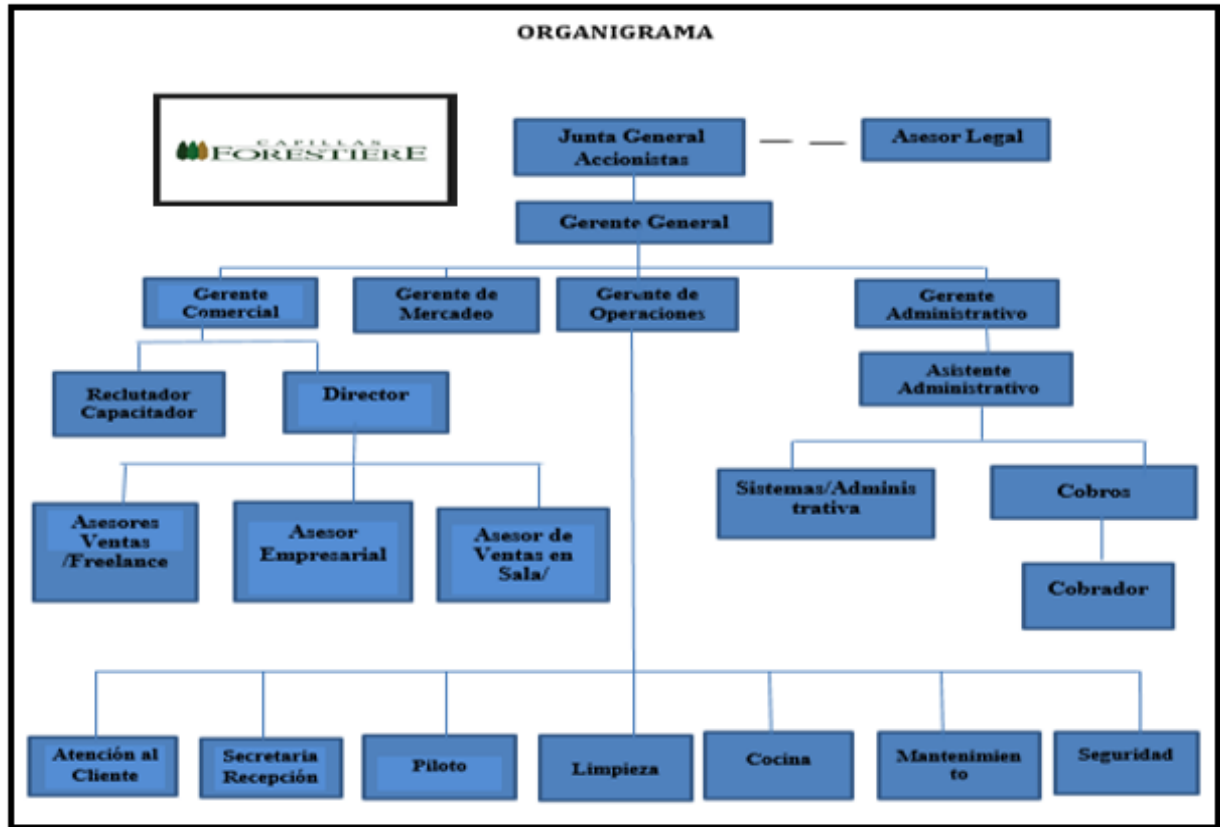 ORGANIGRAMA
CAPILLAS
FORESTIERE
Junta General
Accionistas
Asesor Legal
Gerente General
Gerente
Comercial
Gerente de
Mercadeo
Gerente de
Operaciones
Gerente
Administrativo
Asistente
Administrativo
Reclutador
Capacitador
Director
Sistemas/Adminis
trativa
Cobros
Asesores
Ventas
/Freelance
Asesor
Empresarial
Asesor de
Ventas en
Sala/
Cobrador
Atención al
Cliente
Secretaria
Recepción
Piloto
Limpieza
Cocina
Mantenimien
to
Seguridad